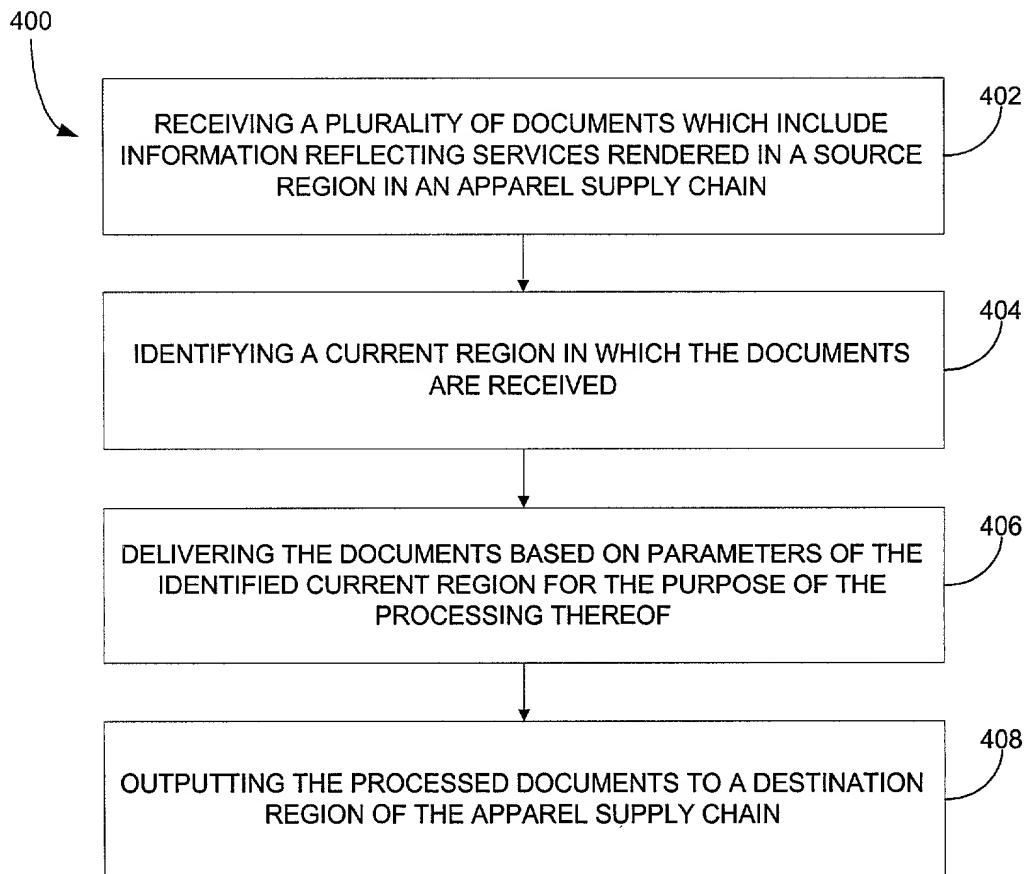 400
402
RECEIVING A PLURALITY OF DOCUMENTS WHICH INCLUDE
INFORMATION REFLECTING SERVICES RENDERED IN A SOURCE
REGION IN AN APPAREL SUPPLY CHAIN
404
IDENTIFYING A CURRENT REGION IN WHICH THE DOCUMENTS
ARE RECEIVED
406
DELIVERING THE DOCUMENTS BASED ON PARAMETERS OF THE
IDENTIFIED CURRENT REGION FOR THE PURPOSE OF THE
PROCESSING THEREOF
408
OUTPUTTING THE PROCESSED DOCUMENTS TO A DESTINATION
REGION OF THE APPAREL SUPPLY CHAIN